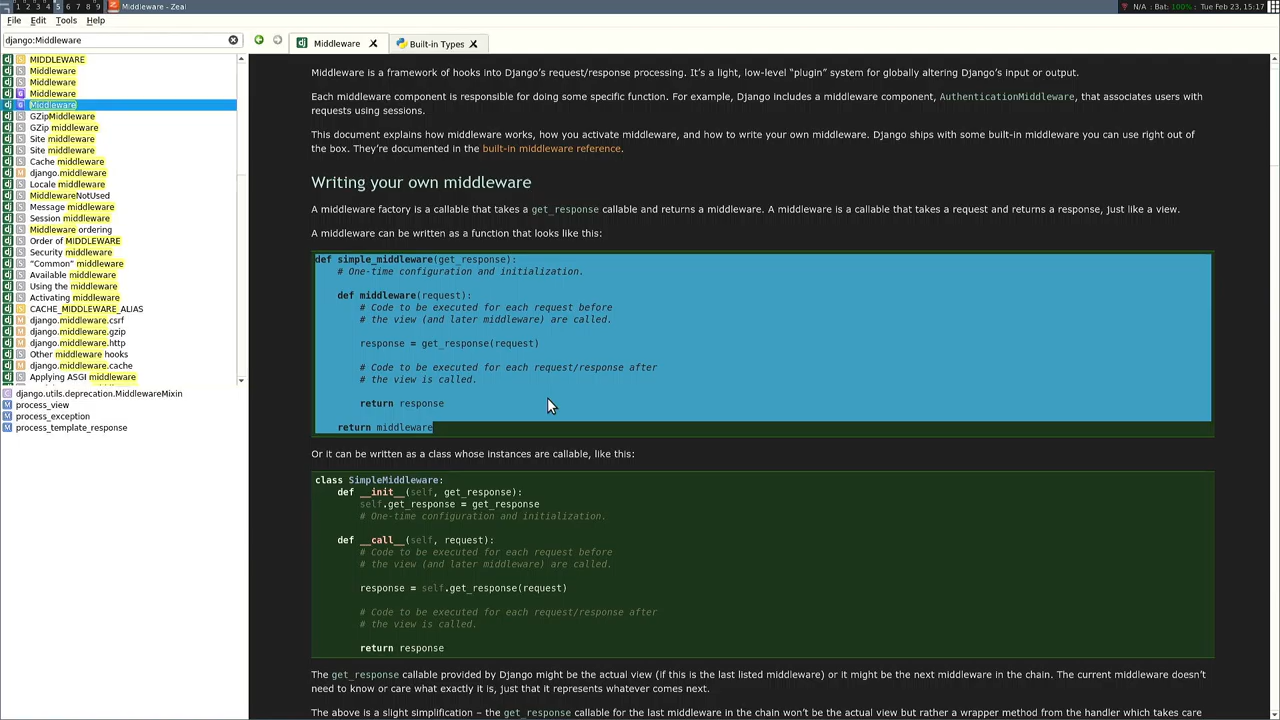 1 2 3 4 5 6 7 8 9
Middleware - Zeal
N/A : Bat: 100% : Tue Feb 23, 15:17
File Edit Tools Help
django:Middleware
Middleware
Built-in Types
MIDDLEWARE
Middleware
Middleware
Middleware
Middleware
GZipMiddleware
GZip middleware
Site middleware
Site middleware
Cache middleware
django.middleware
Locale middleware
MiddlewareNotUsed
Message middleware
Session middleware
Middleware ordering
Order of MIDDLEWARE
Security middleware
“Common” middleware
Available middleware
Using the middleware
Activating middleware
CACHE_MIDDLEWARE_ALIAS
django.middleware.csrf
django.middleware.gzip
django.middleware.http
Other middleware hooks
django.middleware.cache
Applying ASGI middleware
django.utils.deprecation.MiddlewareMixin
process_view
process_exception
process_template_response
Middleware is a framework of hooks into Django’s request/response processing. It’s a light, low-level “plugin” system for globally altering Django’s input or output.
Each middleware component is responsible for doing some specific function. For example, Django includes a middleware component, AuthenticationMiddleware, that associates users with
requests using sessions.
This document explains how middleware works, how you activate middleware, and how to write your own middleware. Django ships with some built-in middleware you can use right out of
the box. They’re documented in the built-in middleware reference.
Writing your own middleware
A middleware factory is a callable that takes a get_response callable and returns a middleware. A middleware is a callable that takes a request and returns a response, just like a view.
A middleware can be written as a function that looks like this:
def simple_middleware(get_response):
# One-time configuration and initialization.
def middleware(request):
# Code to be executed for each request before
# the view (and later middleware) are called.
response = get_response(request)
# Code to be executed for each request/response after
# the view is called.
return response
return middleware
Or it can be written as a class whose instances are callable, like this:
class SimpleMiddleware:
def __init__(self, get_response):
self.get_response = get_response
# One-time configuration and initialization.
def __call__(self, request):
# Code to be executed for each request before
# the view (and later middleware) are called.
response = self.get_response(request)
# Code to be executed for each request/response after
# the view is called.
return response
The get_response callable provided by Django might be the actual view (if this is the last listed middleware) or it might be the next middleware in the chain. The current middleware doesn’t
need to know or care what exactly it is, just that it represents whatever comes next.
The above is a slight simplification – the get_response callable for the last middleware in the chain won’t be the actual view but rather a wrapper method from the handler which takes care